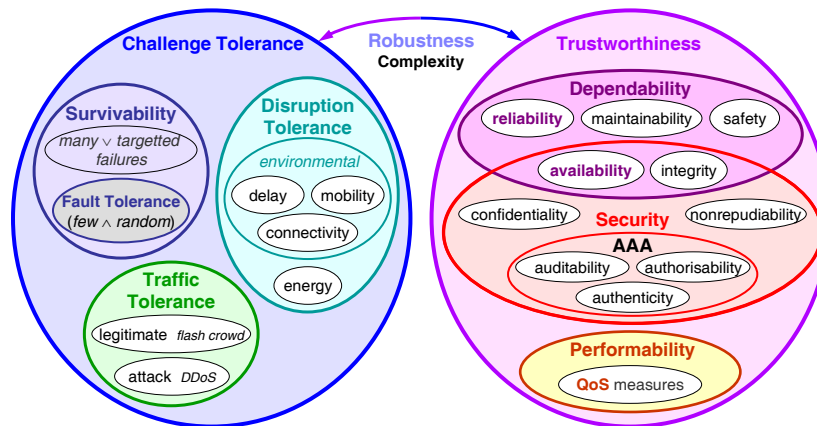 Challenge Tolerance
Robustness
Complexity
Trustworthiness
Survivability
many ∨ targetted
failures
Fault Tolerance
(few ∧ random)
Disruption
Tolerance
environmental
delay
mobility
connectivity
energy
Traffic
Tolerance
legitimate flash crowd
attack DDoS
Dependability
reliability
maintainability
safety
availability
integrity
confidentiality
Security
nonrepudiability
AAA
auditability
authorisability
authenticity
Performability
QoS measures